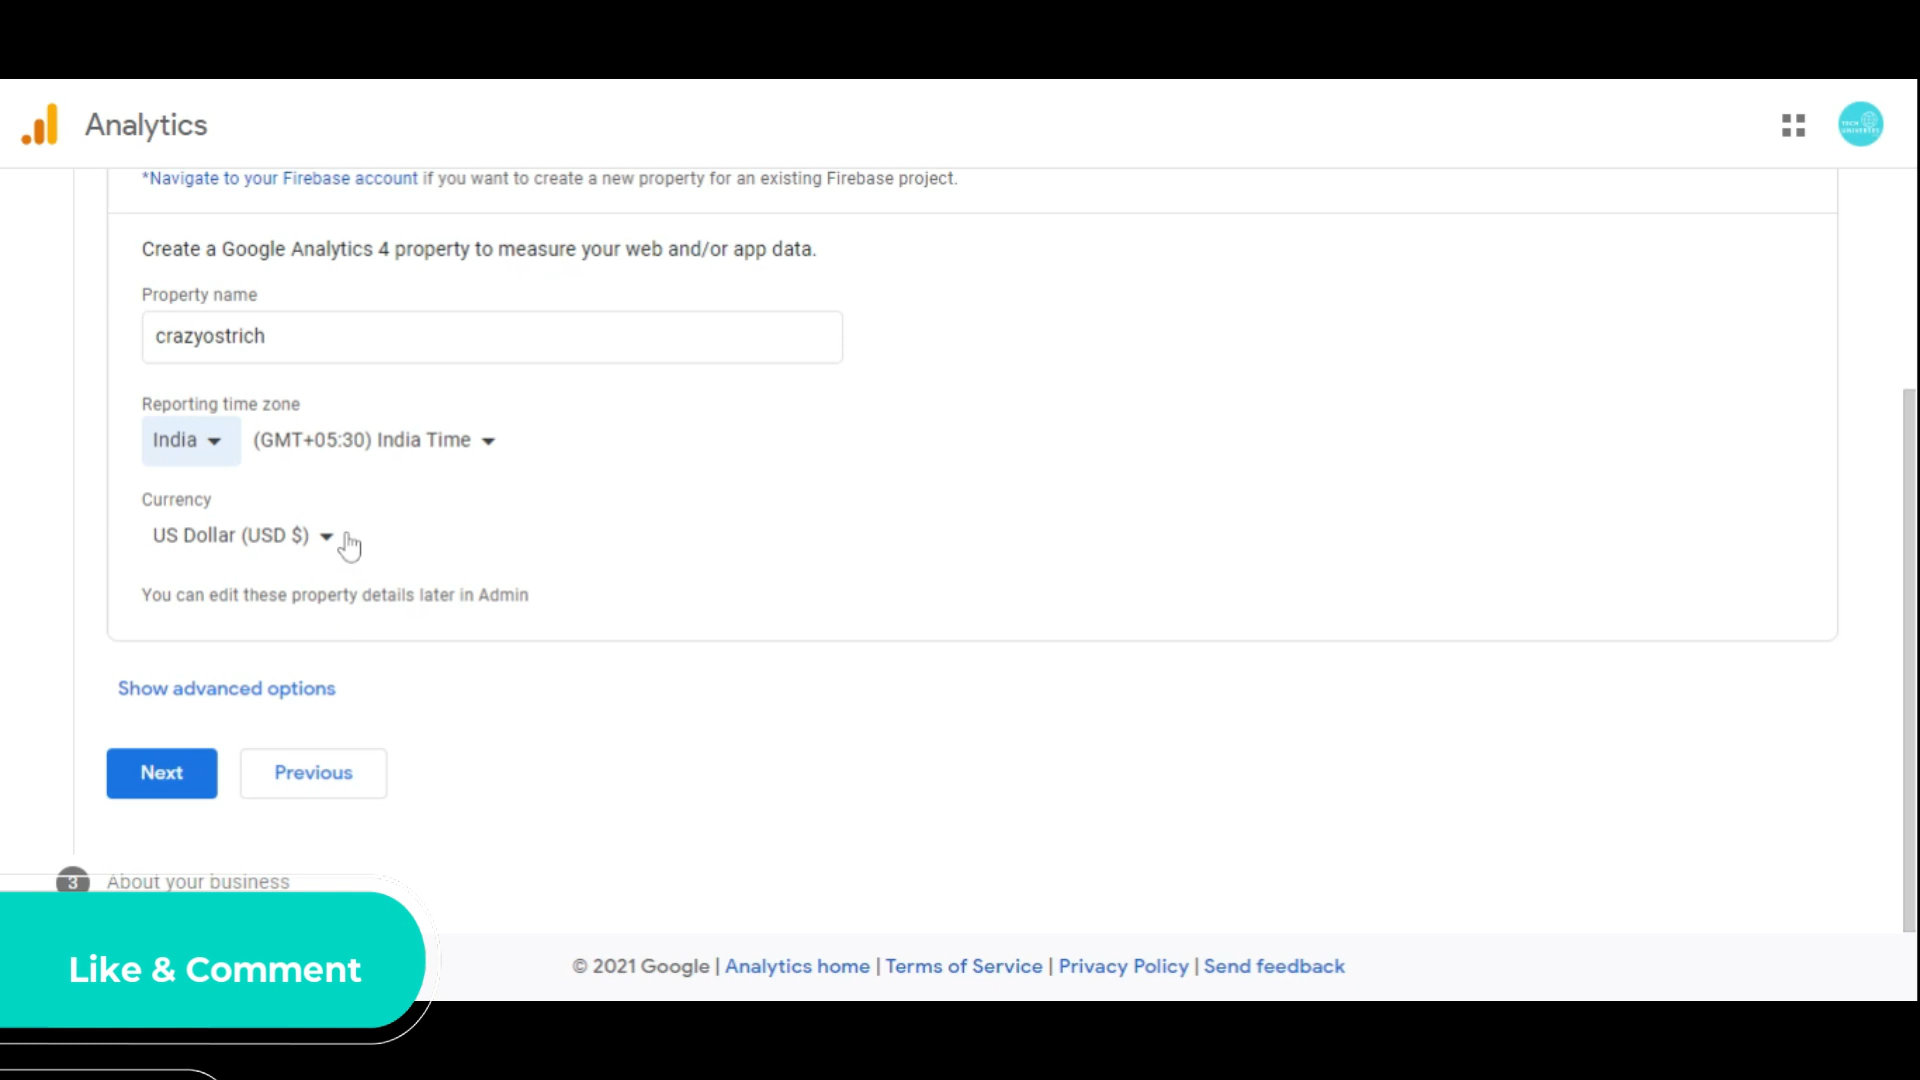 Analytics
TECH
UNIVERSE
*Navigate to your Firebase account if you want to create a new property for an existing Firebase project.
Create a Google Analytics 4 property to measure your web and/or app data.
Property name
crazyostrich
Reporting time zone
India (GMT+05:30) India Time
Currency
US Dollar (USD $)
You can edit these property details later in Admin
Show advanced options
Next Previous
3 About your business
Like & Comment
© 2021 Google | Analytics home | Terms of Service | Privacy Policy | Send feedback